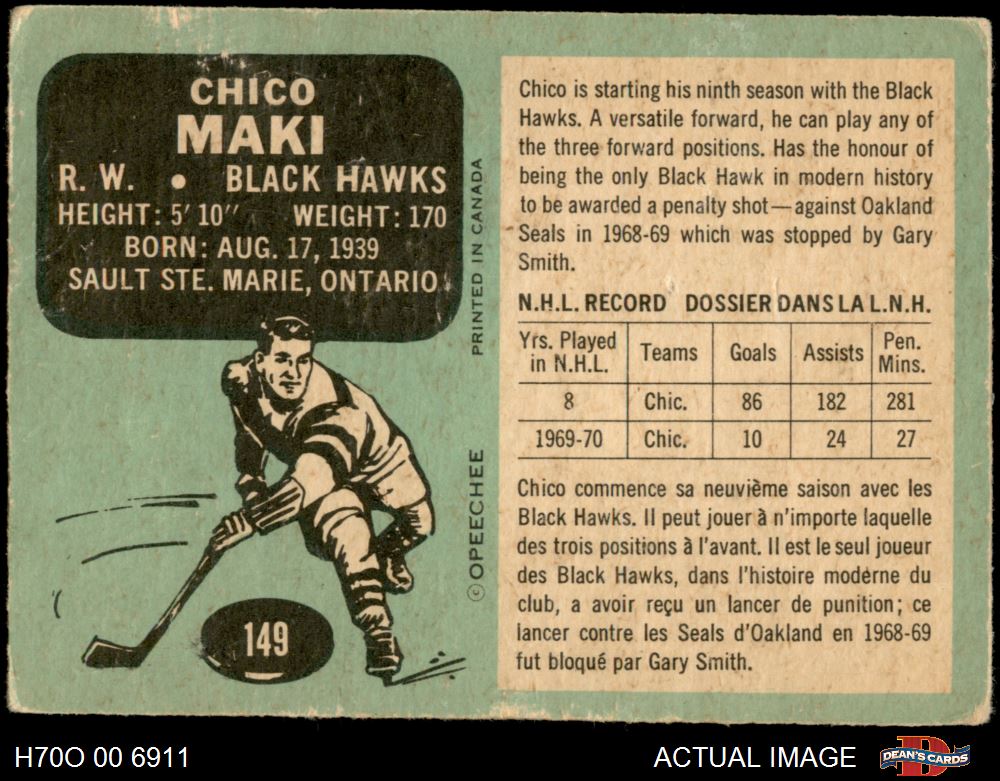 CHICO
MAKI
R. W. • BLACK HAWKS
HEIGHT: 5' 10" WEIGHT: 170
BORN: AUG. 17, 1939
SAULT STE. MARIE, ONTARIO
PRINTED IN CANADA
© OPEECHEE
149
Chico is starting his ninth season with the Black
Hawks. A versatile forward, he can play any of
the three forward positions. Has the honour of
being the only Black Hawk in modern history
to be awarded a penalty shot—against Oakland
Seals in 1968-69 which was stopped by Gary
Smith.
N.H.L. RECORD DOSSIER DANS LA L.N.H.
Yrs. Played in N.H.L. Teams Goals Assists Pen. Mins.
8 Chic. 86 182 281
1969-70 Chic. 10 24 27
Chico commence sa neuvième saison avec les
Black Hawks. Il peut jouer à n'importe laquelle
des trois positions à l'avant. Il est le seul joueur
des Black Hawks, dans l'histoire moderne du
club, a avoir reçu un lancer de punition; ce
lancer contre les Seals d'Oakland en 1968-69
fut bloqué par Gary Smith.
H70O 00 6911
ACTUAL IMAGE
D
DEAN'S CARDS